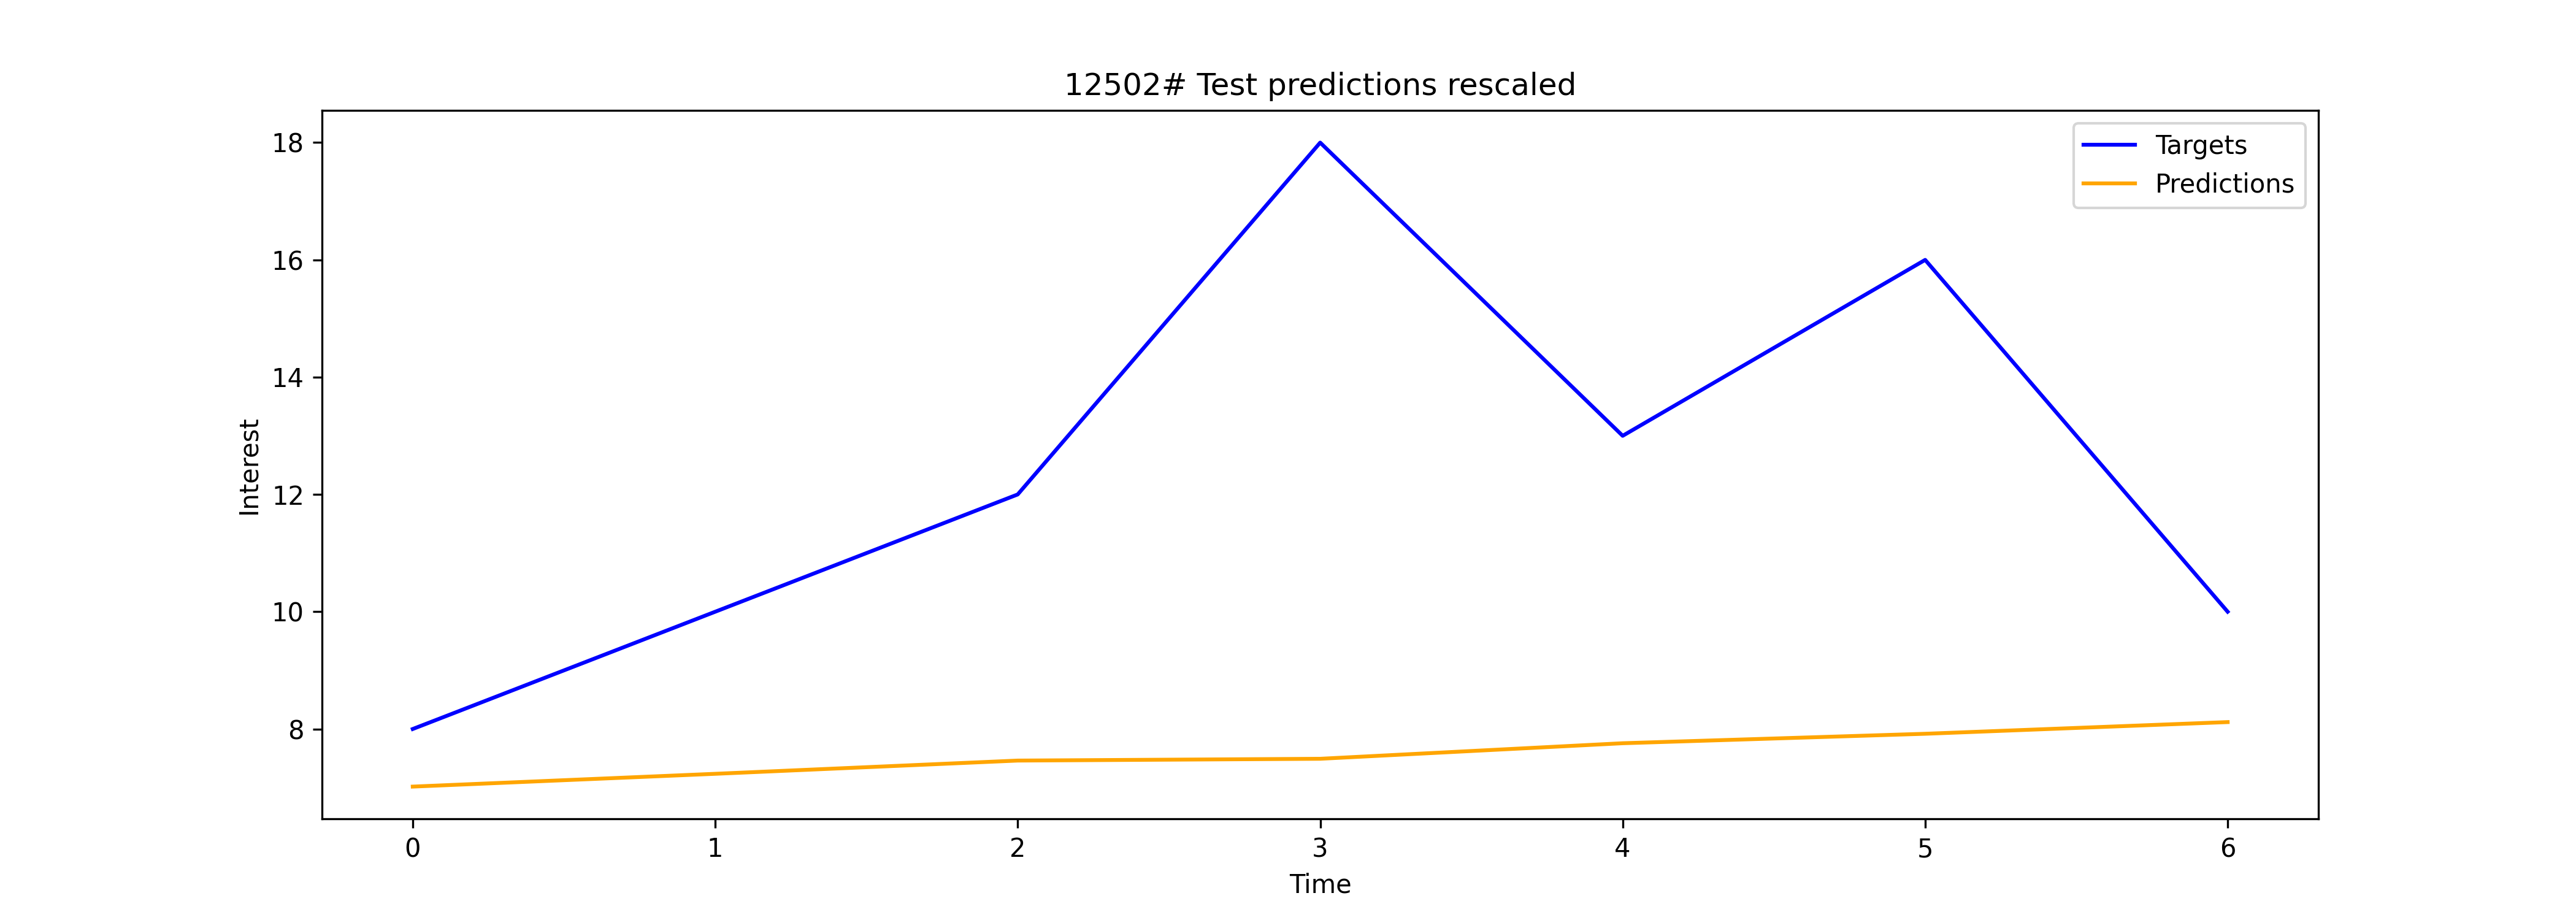 12502# Test predictions rescaled
Targets
Predictions
18
16
14
12
10
8
Interest
0 1 2 3 4 5 6
Time